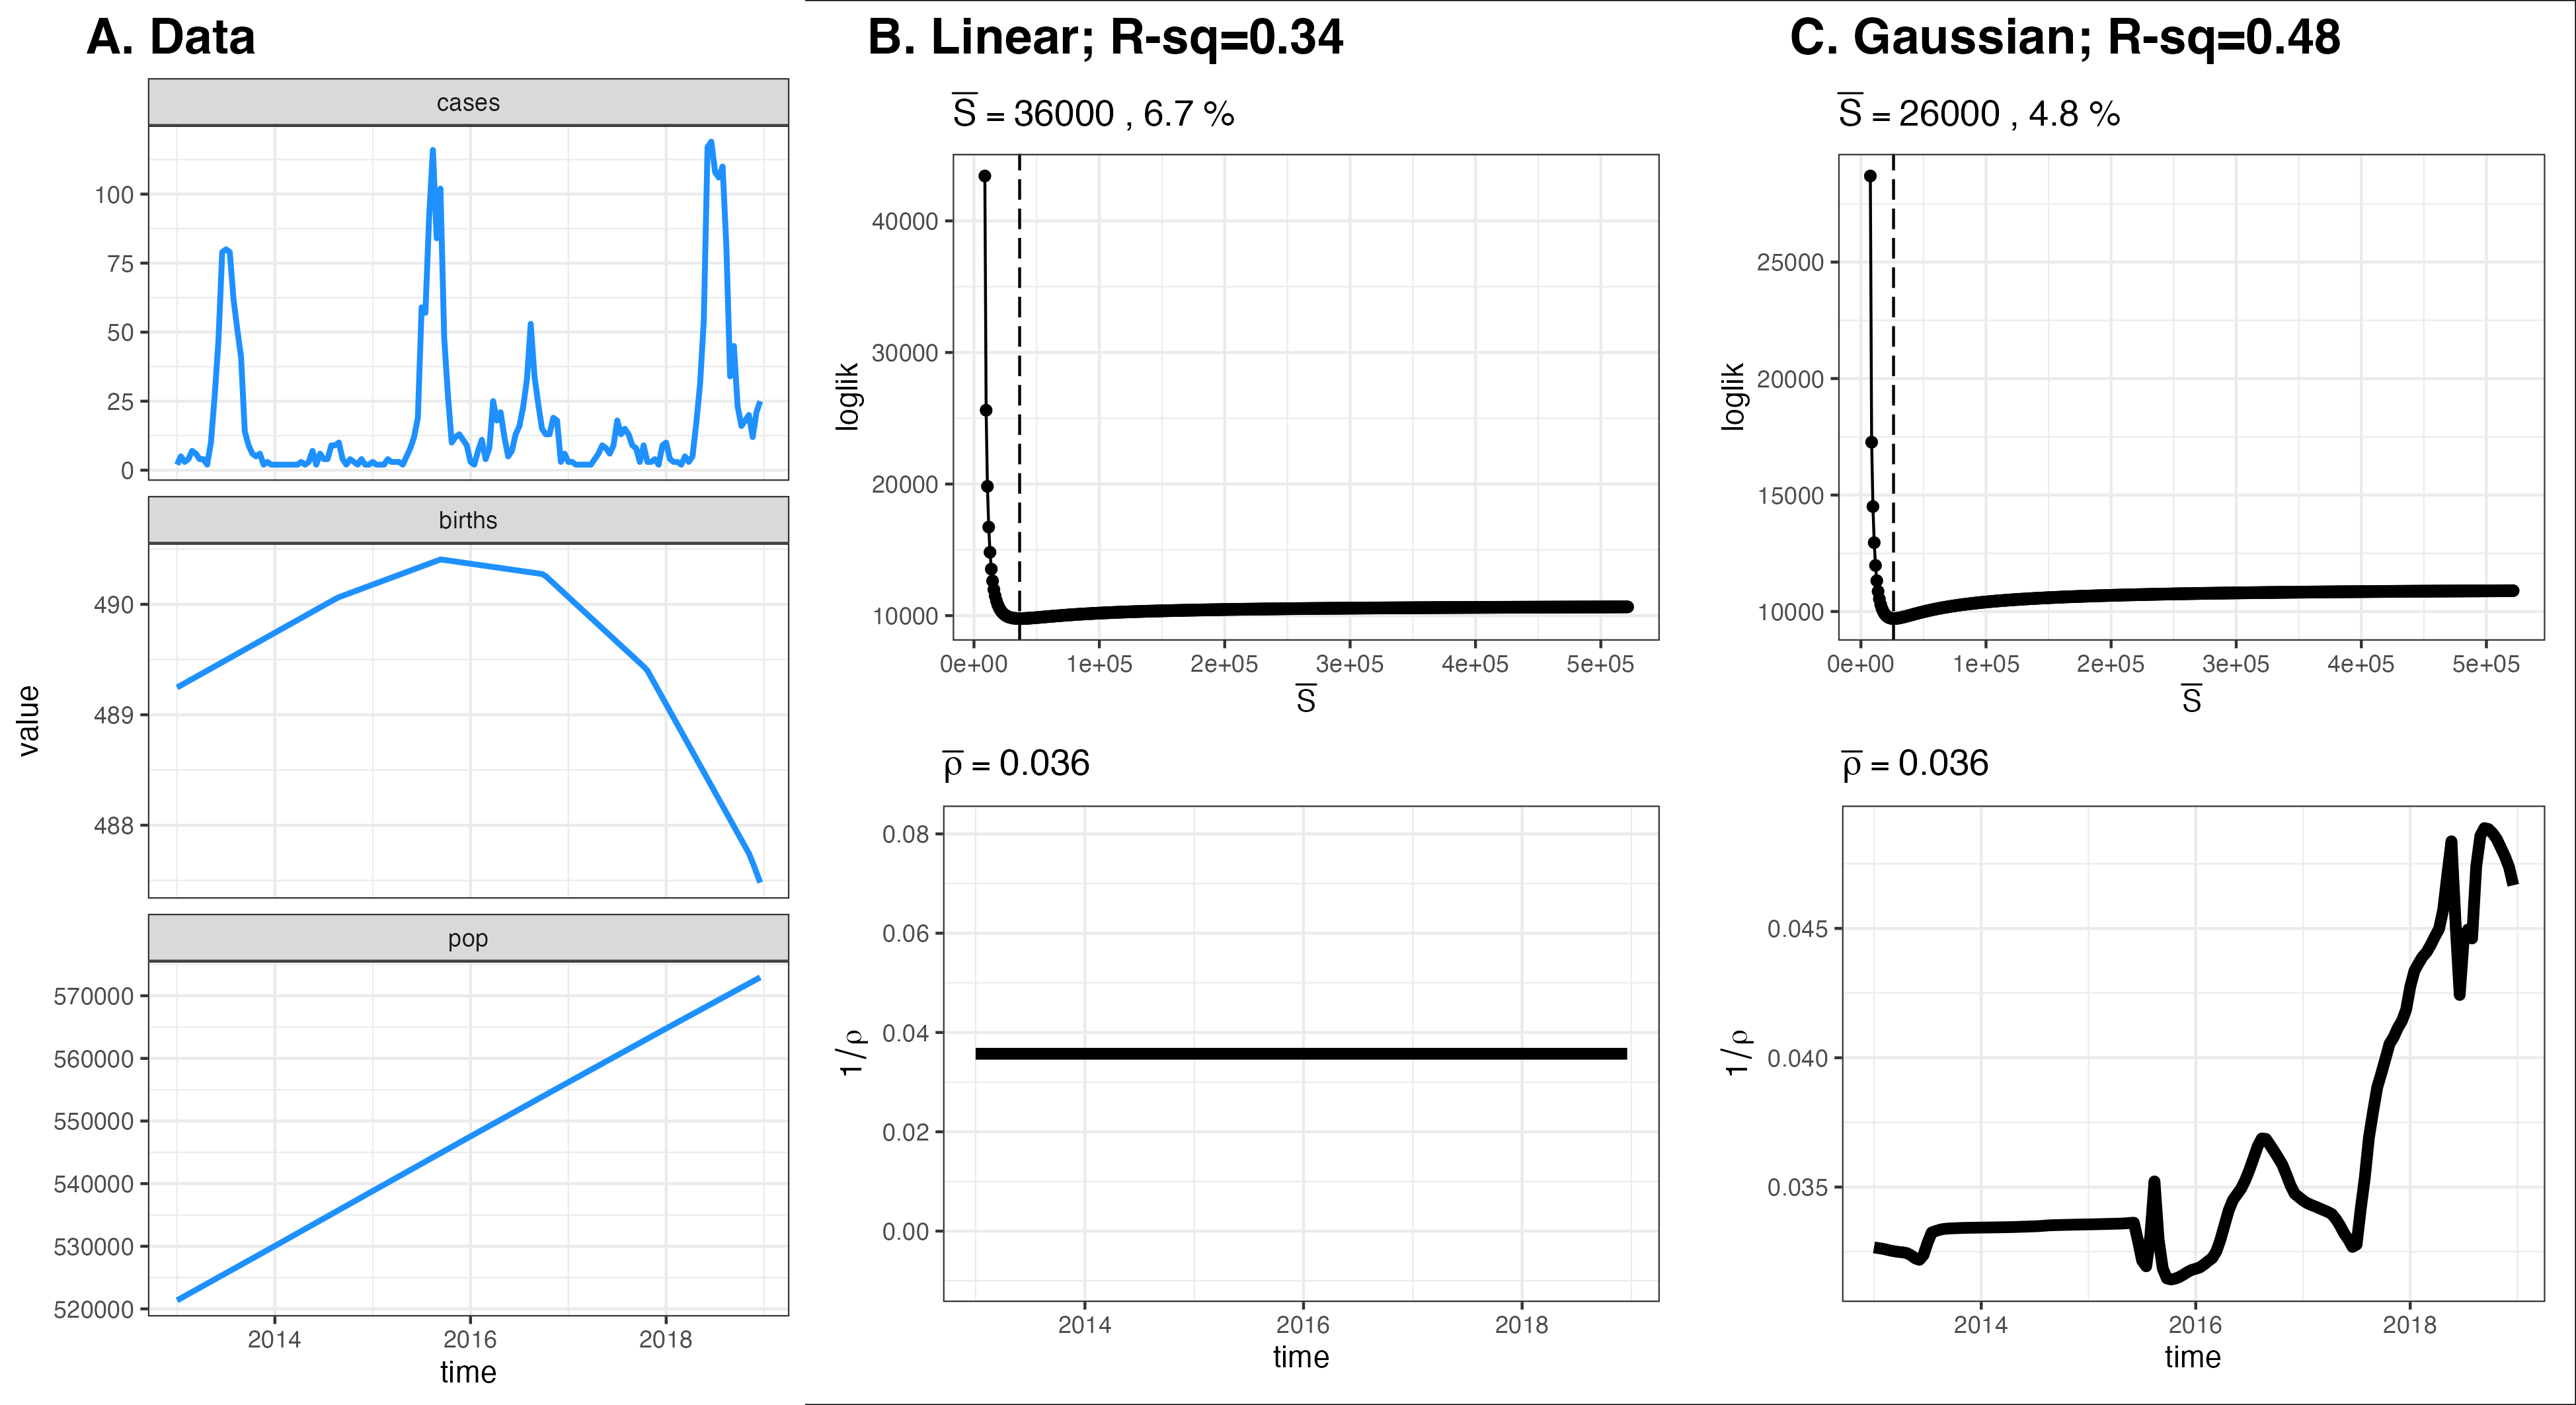 A. Data
cases
100
75
50
25
0
births
490
489
488
pop
570000
560000
550000
540000
530000
520000
2014 2016 2018
time
value
B. Linear; R-sq=0.34
S̅ = 36000 , 6.7 %
40000
30000
20000
10000
loglik
0e+00 1e+05 2e+05 3e+05 4e+05 5e+05
S̅
ρ̅ = 0.036
0.08
0.06
0.04
0.02
0.00
1/ρ
2014 2016 2018
time
C. Gaussian; R-sq=0.48
S̅ = 26000 , 4.8 %
25000
20000
15000
10000
loglik
0e+00 1e+05 2e+05 3e+05 4e+05 5e+05
S̅
ρ̅ = 0.036
0.045
0.040
0.035
1/ρ
2014 2016 2018
time